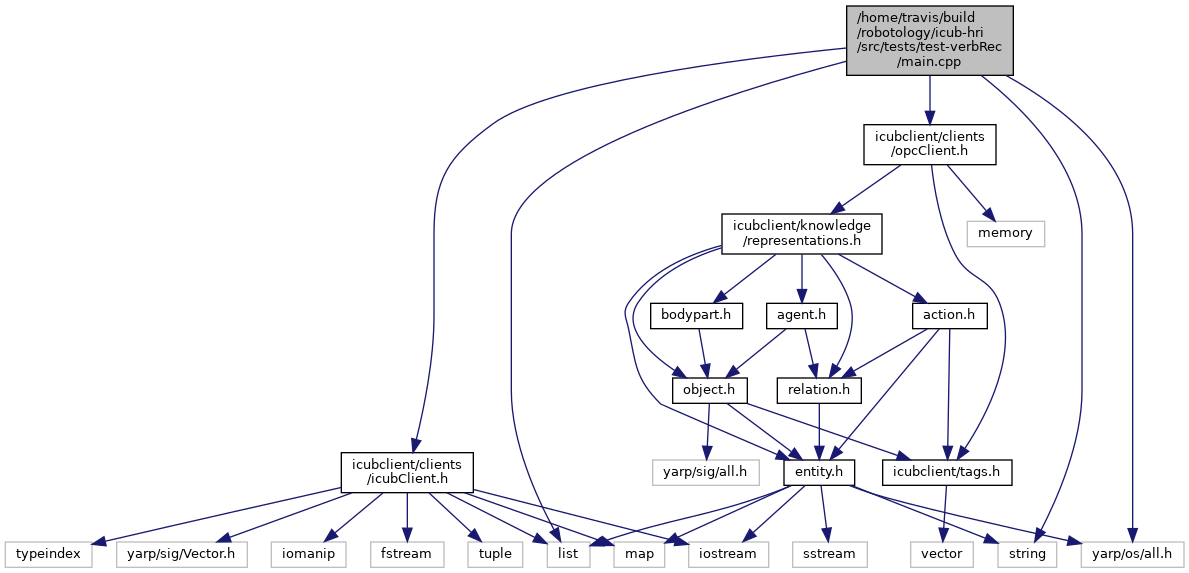 /home/travis/build
/robotology/icub-hri
/src/tests/test-verbRec
/main.cpp
icubclient/clients
/opcClient.h
icubclient/knowledge
/representations.h
memory
bodypart.h
agent.h
action.h
object.h
relation.h
icubclient/clients
/icubClient.h
yarp/sig/all.h
entity.h
icubclient/tags.h
typeindex
yarp/sig/Vector.h
iomanip
fstream
tuple
list
map
iostream
sstream
vector
string
yarp/os/all.h